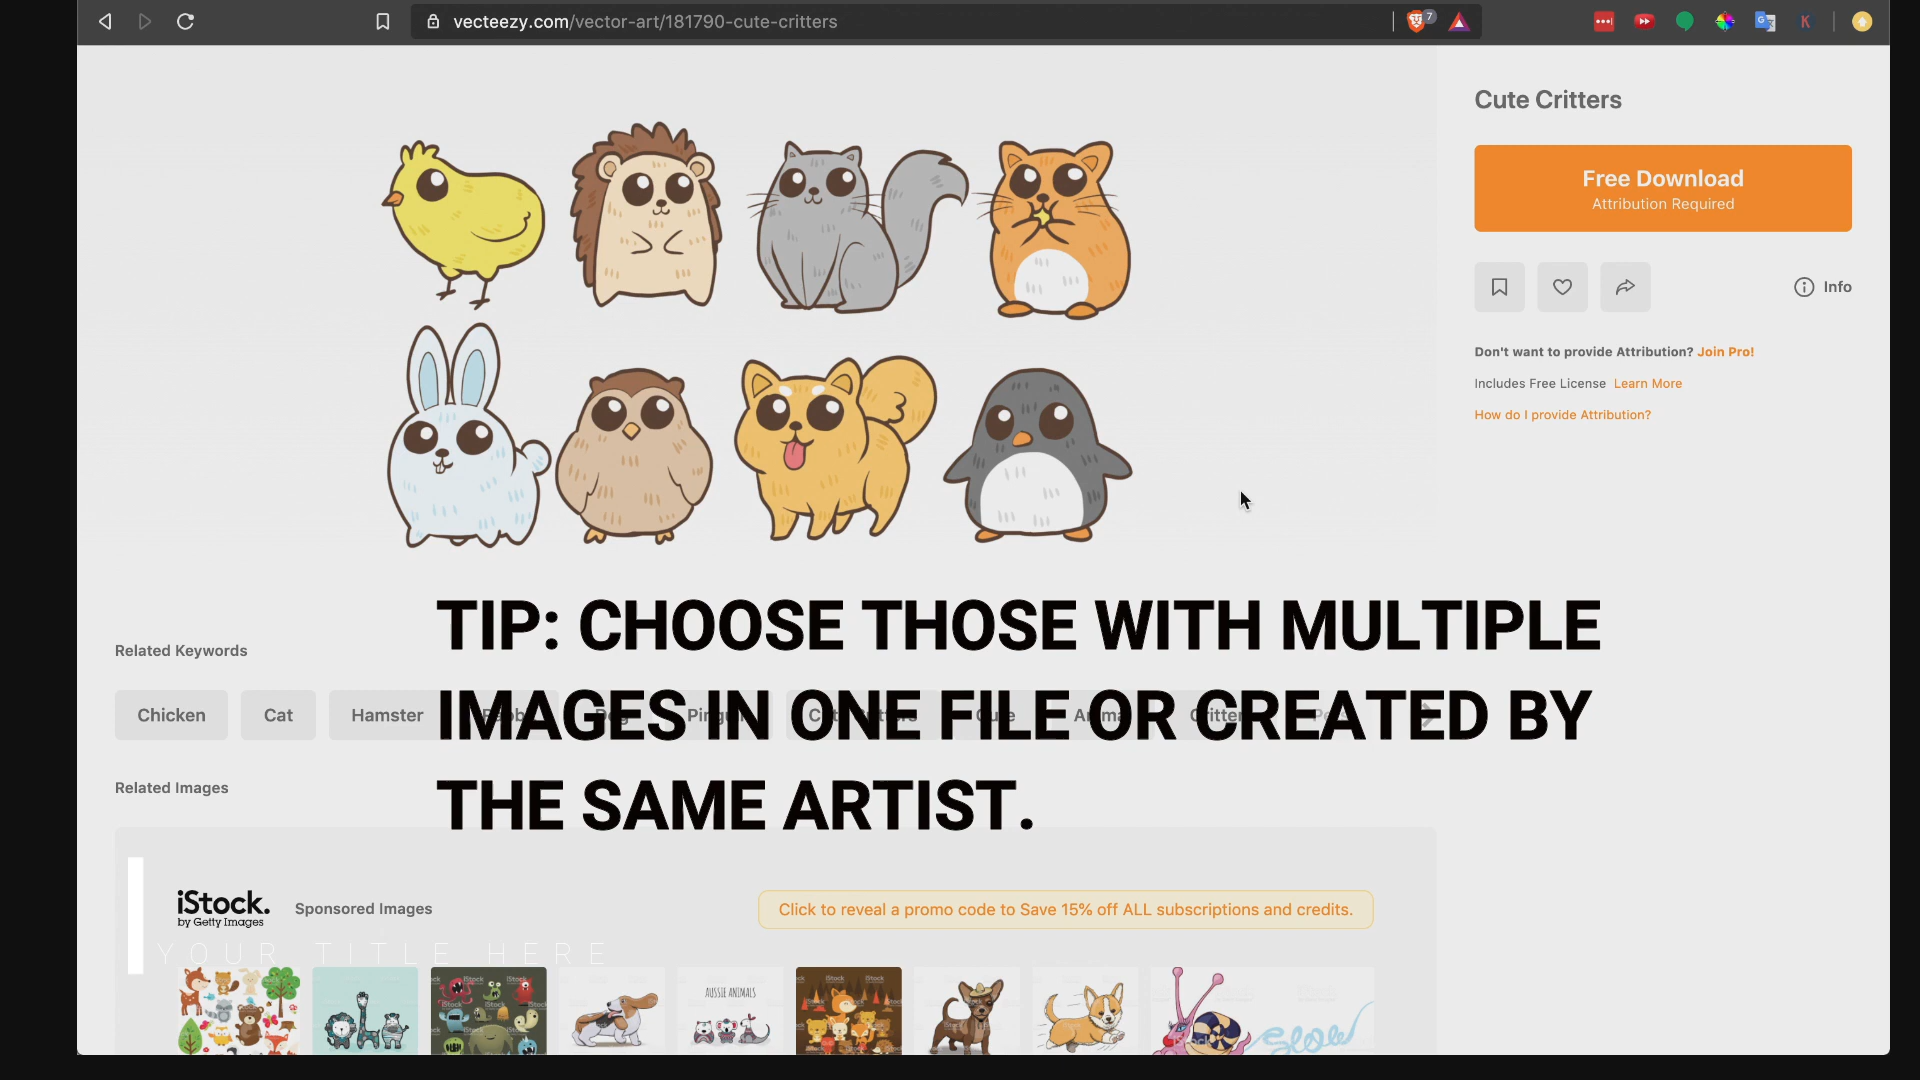 vecteezy.com/vector-art/181790-cute-critters
7
K
Cute Critters
Free Download
Attribution Required
Info
Don't want to provide Attribution? Join Pro!
Includes Free License Learn More
How do I provide Attribution?
TIP: CHOOSE THOSE WITH MULTIPLE
IMAGES IN ONE FILE OR CREATED BY
THE SAME ARTIST.
Related Keywords
Chicken Cat Hamster
Related Images
iStock.
by Getty Images
Sponsored Images
Click to reveal a promo code to Save 15% off ALL subscriptions and credits.
YOUR TITLE HERE
AUSSIE ANIMALS
slow